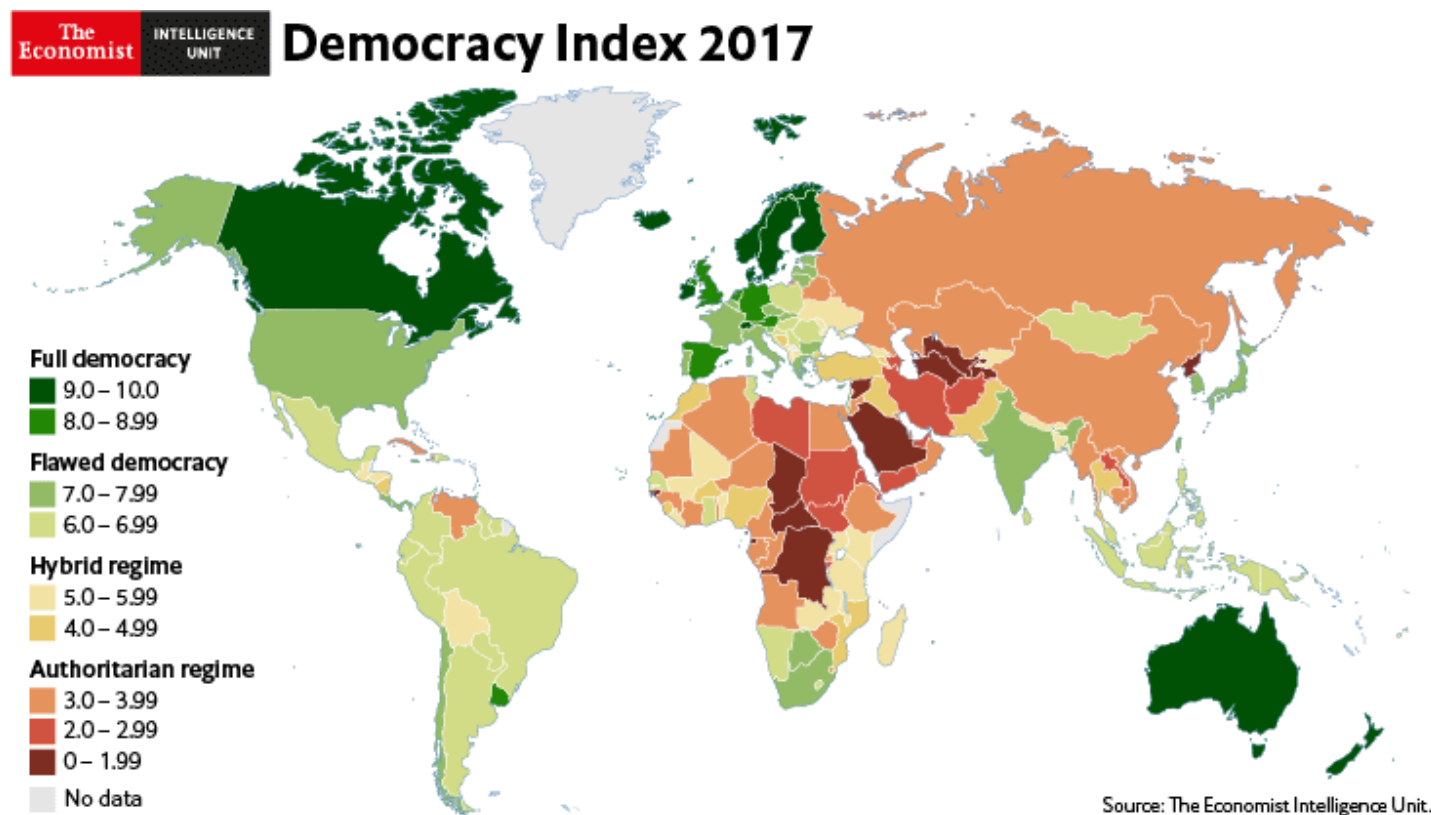 The
Economist
INTELLIGENCE
UNIT
Democracy Index 2017
Full democracy
9.0 – 10.0
8.0 – 8.99
Flawed democracy
7.0 – 7.99
6.0 – 6.99
Hybrid regime
5.0 – 5.99
4.0 – 4.99
Authoritarian regime
3.0 – 3.99
2.0 – 2.99
0 – 1.99
No data
Source: The Economist Intelligence Unit.